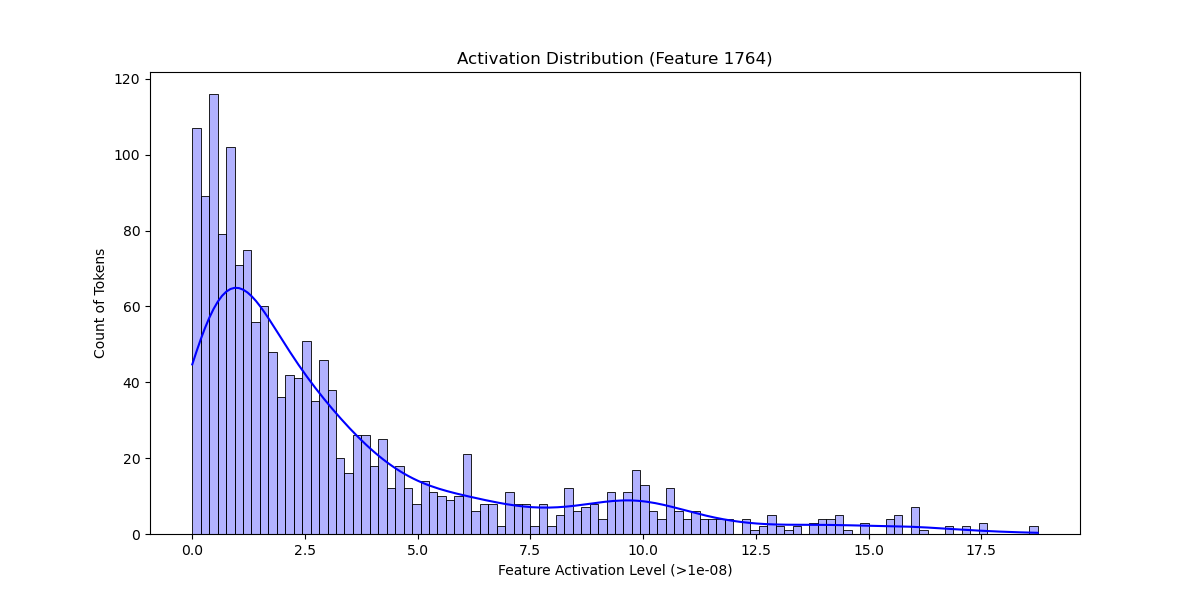 Activation Distribution (Feature 1764)
120
100
80
60
40
20
0
Count of Tokens
0.0 2.5 5.0 7.5 10.0 12.5 15.0 17.5
Feature Activation Level (>1e-08)